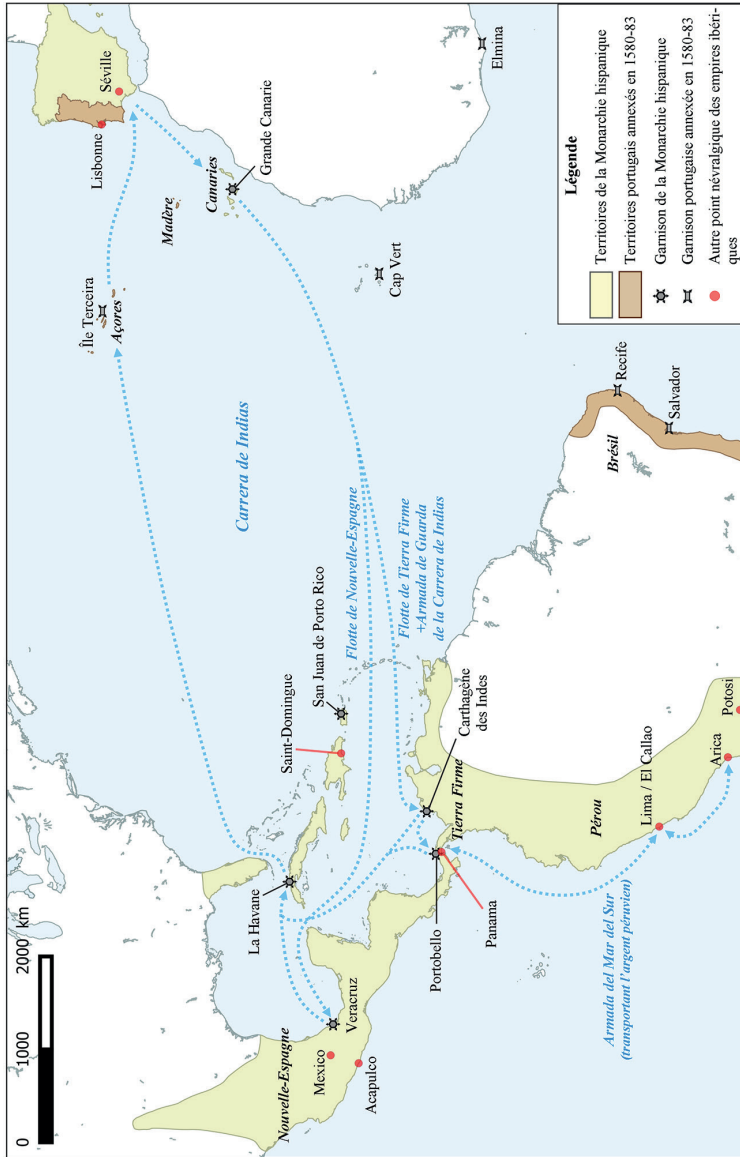 0 1000 2000 km
Nouvelle-Espagne
Mexico
Acapulco
Veracruz
La Havane
Saint-Domingue
San Juan de Porto Rico
Portobello
Panama
Tierra Firme
Carthagène
des Indes
Pérou
Lima / El Callao
Arica
Potosi
Armada del Mar del Sur
(transportant l'argent péruvien)
Flotte de Nouvelle-Espagne
Flotte de Tierra Firme
+Armada de Guarda
de la Carrera de Indias
Carrera de Indias
Île Terceira
Açores
Madère
Canaries
Grande Canarie
Lisbonne
Séville
Cap Vert
Elmina
Brésil
Recife
Salvador
Légende
Territoires de la Monarchie hispanique
Territoires portugais annexés en 1580-83
Garnison de la Monarchie hispanique
Garnison portugaise annexée en 1580-83
Autre point névralgique des empires ibéri-
ques